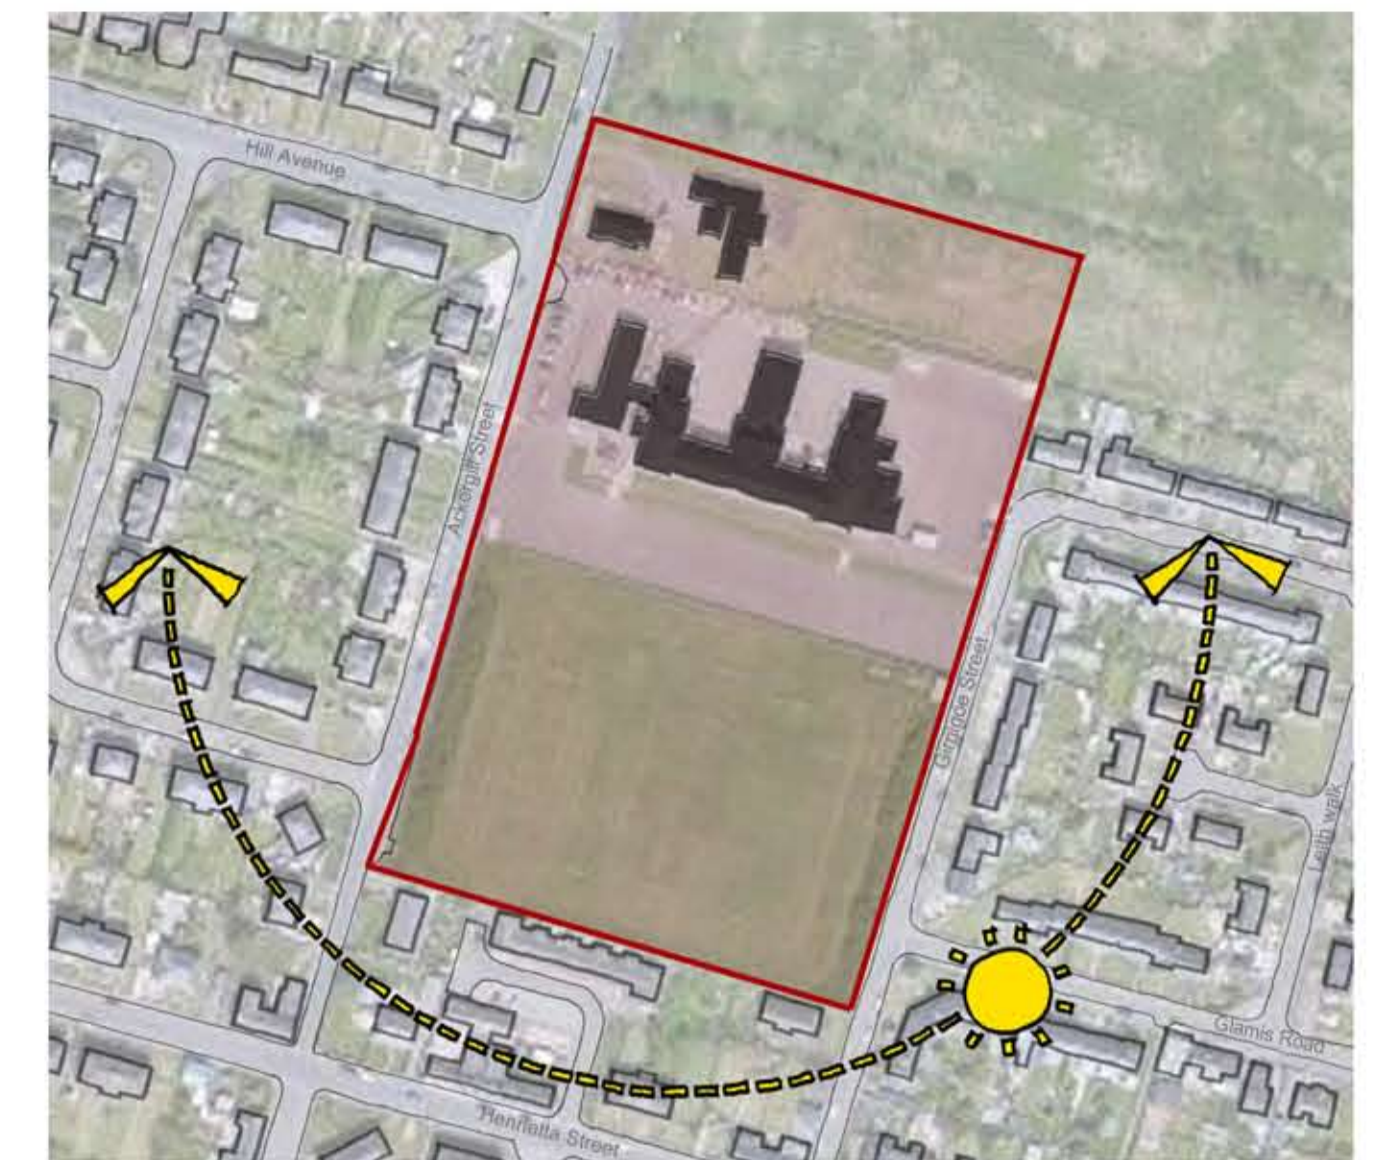 Hill Avenue
Ackergill Street
Girnigoe Street
Leith walk
Glamis Road
Henrietta Street